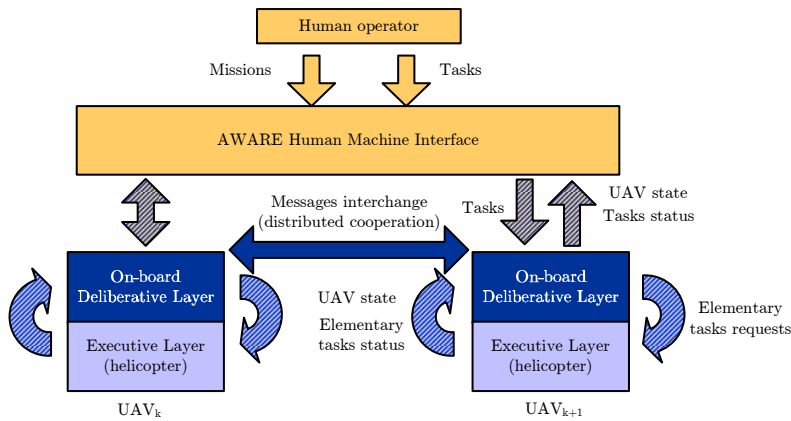 Human operator
Missions
Tasks
AWARE Human Machine Interface
Messages interchange
(distributed cooperation)
Tasks
UAV state
Tasks status
On-board
Deliberative Layer
Executive Layer
(helicopter)
UAVk
UAV state
Elementary
tasks status
On-board
Deliberative Layer
Executive Layer
(helicopter)
UAVk+1
Elementary
tasks requests